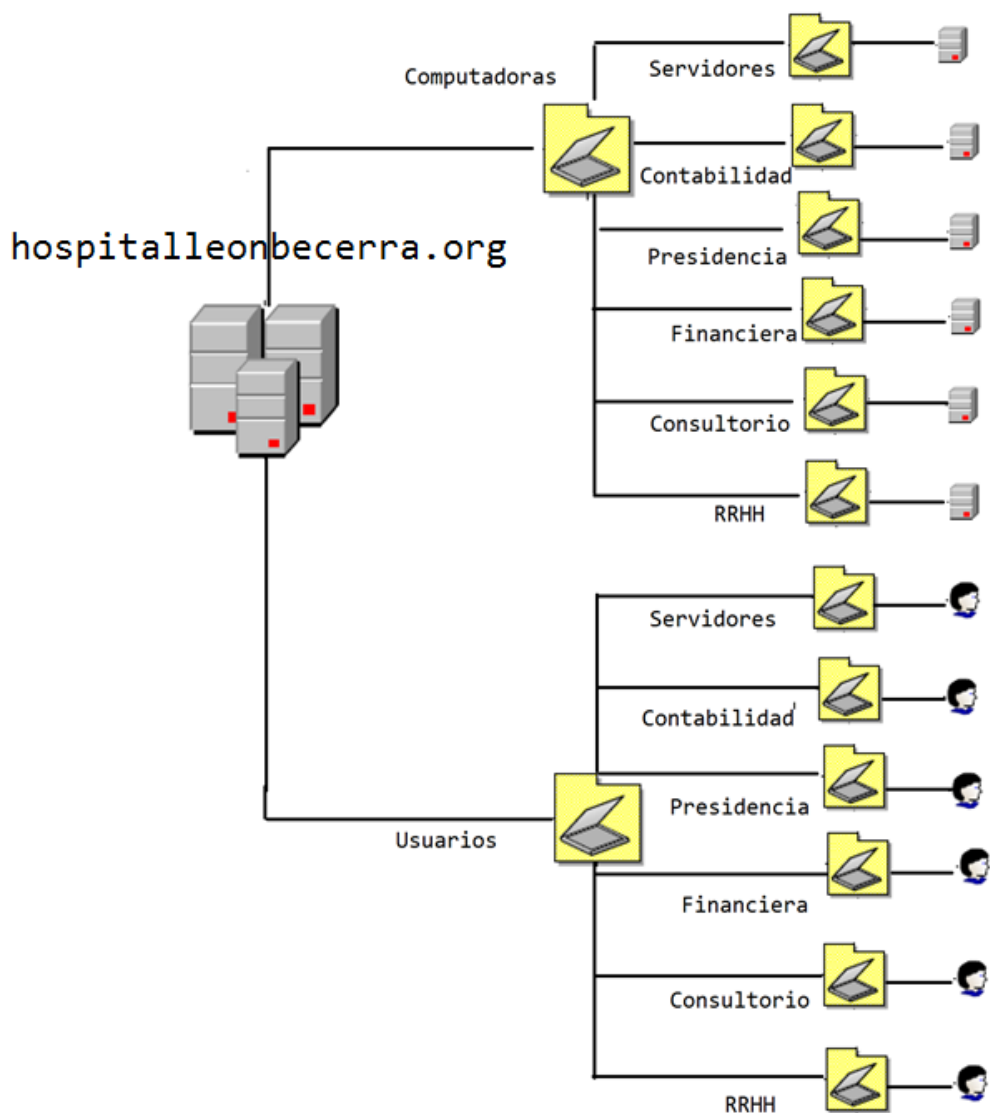 Servidores
Computadoras
Contabilidad
hospitalleonbecerra.org
Presidencia
Financiera
Consultorio
RRHH
Servidores
Contabilidad
Presidencia
Usuarios
Financiera
Consultorio
RRHH